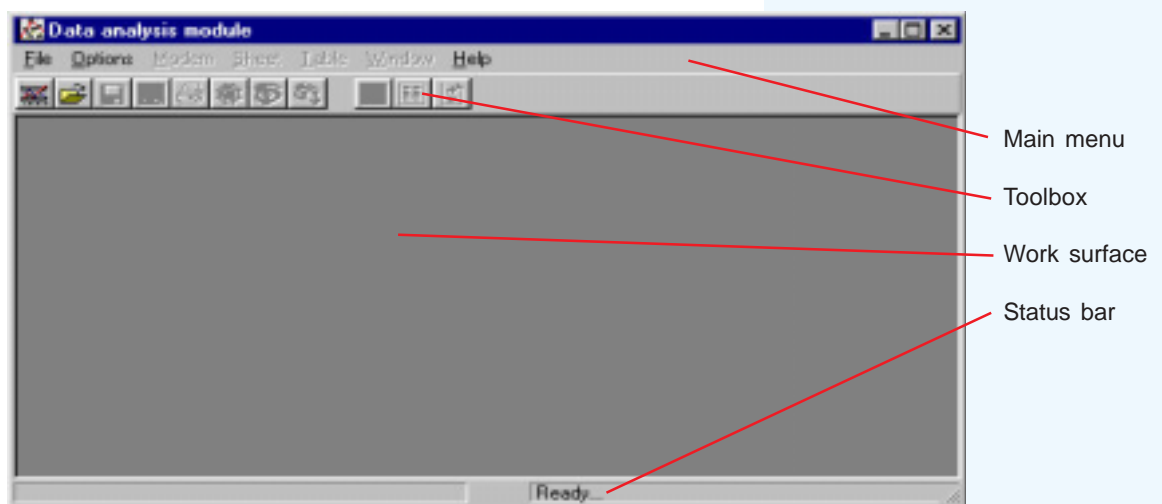 Data analysis module
File Options Modem Sheet Table Window Help
Main menu
Toolbox
Work surface
Status bar
Ready...